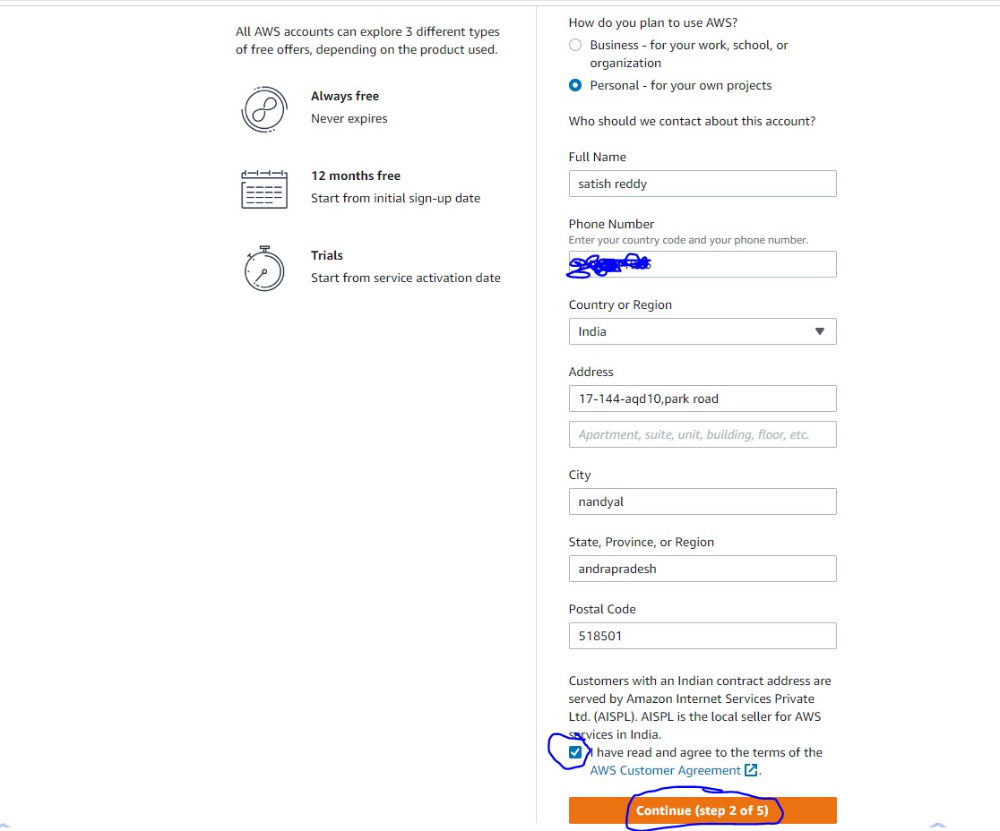 All AWS accounts can explore 3 different types
of free offers, depending on the product used.
Always free
Never expires
12 months free
Start from initial sign-up date
Trials
Start from service activation date
How do you plan to use AWS?
Business - for your work, school, or
organization
Personal - for your own projects
Who should we contact about this account?
Full Name
satish reddy
Phone Number
Enter your country code and your phone number.
Country or Region
India
Address
17-144-aqd10,park road
Apartment, suite, unit, building, floor, etc.
City
nandyal
State, Province, or Region
andrapradesh
Postal Code
518501
Customers with an Indian contract address are
served by Amazon Internet Services Private
Ltd. (AISPL). AISPL is the local seller for AWS
services in India.
I have read and agree to the terms of the
AWS Customer Agreement.
Continue (step 2 of 5)